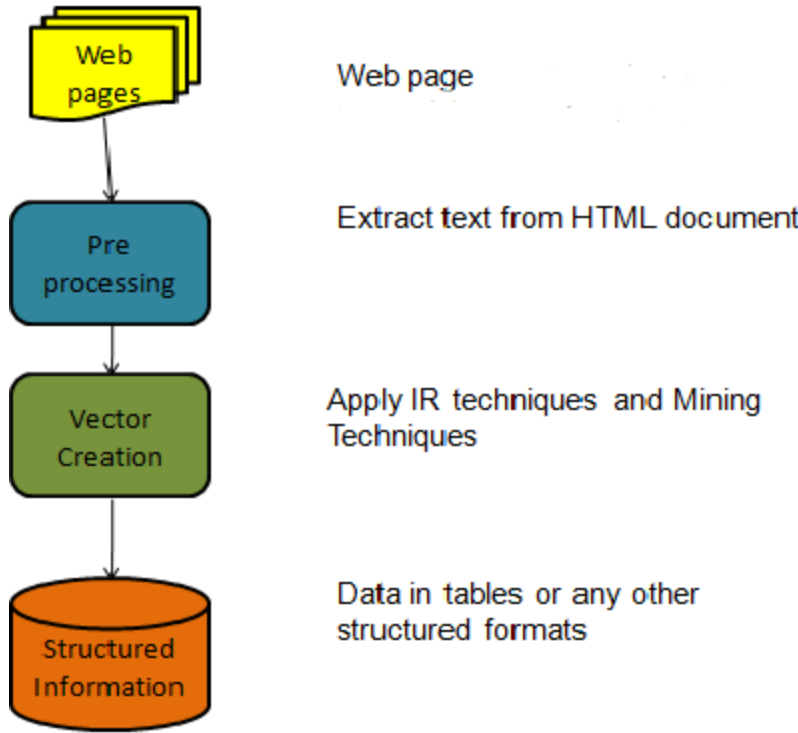 Web
pages
Web page
Pre
processing
Extract text from HTML document
Vector
Creation
Apply IR techniques and Mining
Techniques
Structured
Information
Data in tables or any other
structured formats